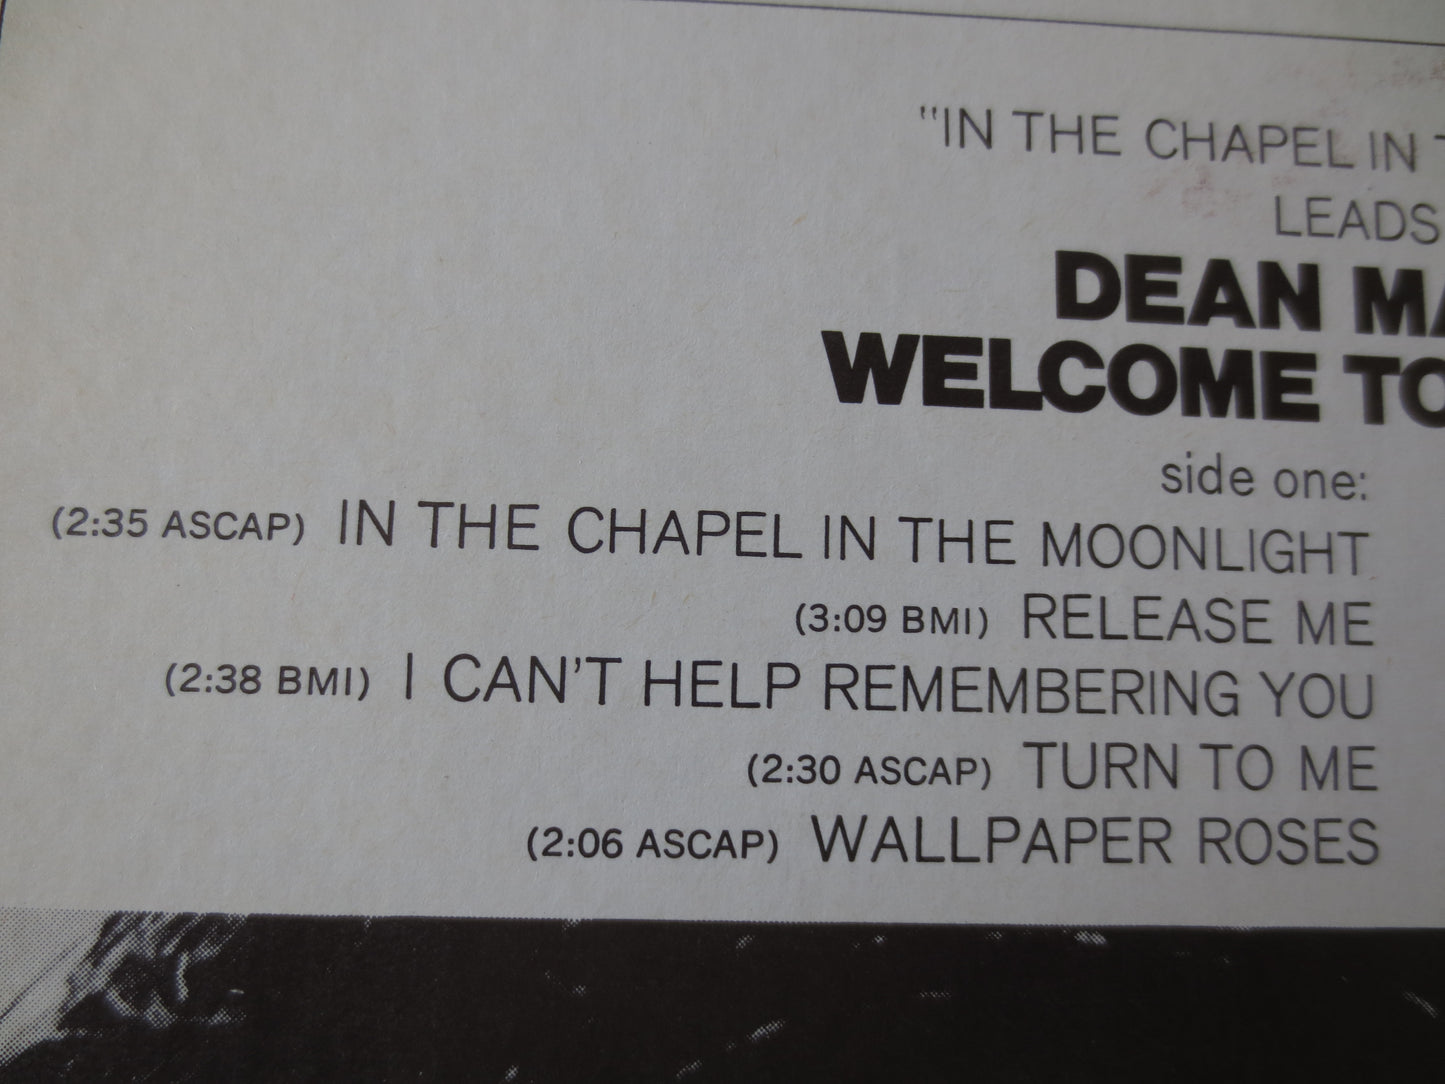 "IN THE CHAPEL IN
LEADS
DEAN MA
WELCOME TO
side one:
(2:35 ASCAP) IN THE CHAPEL IN THE MOONLIGHT
(3:09 BMI) RELEASE ME
(2:38 BMI) I CAN'T HELP REMEMBERING YOU
(2:30 ASCAP) TURN TO ME
(2:06 ASCAP) WALLPAPER ROSES